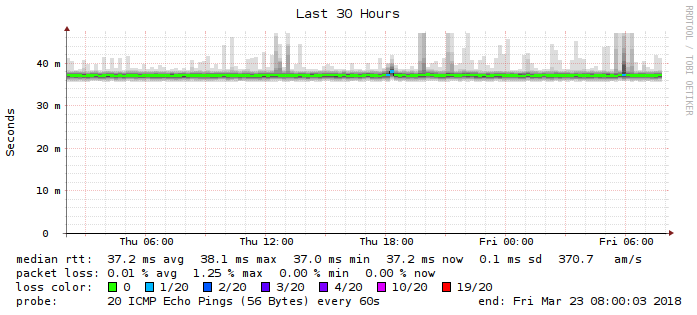 Last 30 Hours
RRDTOOL / TOBI OETIKER
Seconds
40 m
30 m
20 m
10 m
0
Thu 06:00 Thu 12:00 Thu 18:00 Fri 00:00 Fri 06:00
median rtt: 37.2 ms avg 38.1 ms max 37.0 ms min 37.2 ms now 0.1 ms sd 370.7 am/s
packet loss: 0.01 % avg 1.25 % max 0.00 % min 0.00 % now
loss color: 0 1/20 2/20 3/20 4/20 10/20 19/20
probe: 20 ICMP Echo Pings (56 Bytes) every 60s end: Fri Mar 23 08:00:03 2018